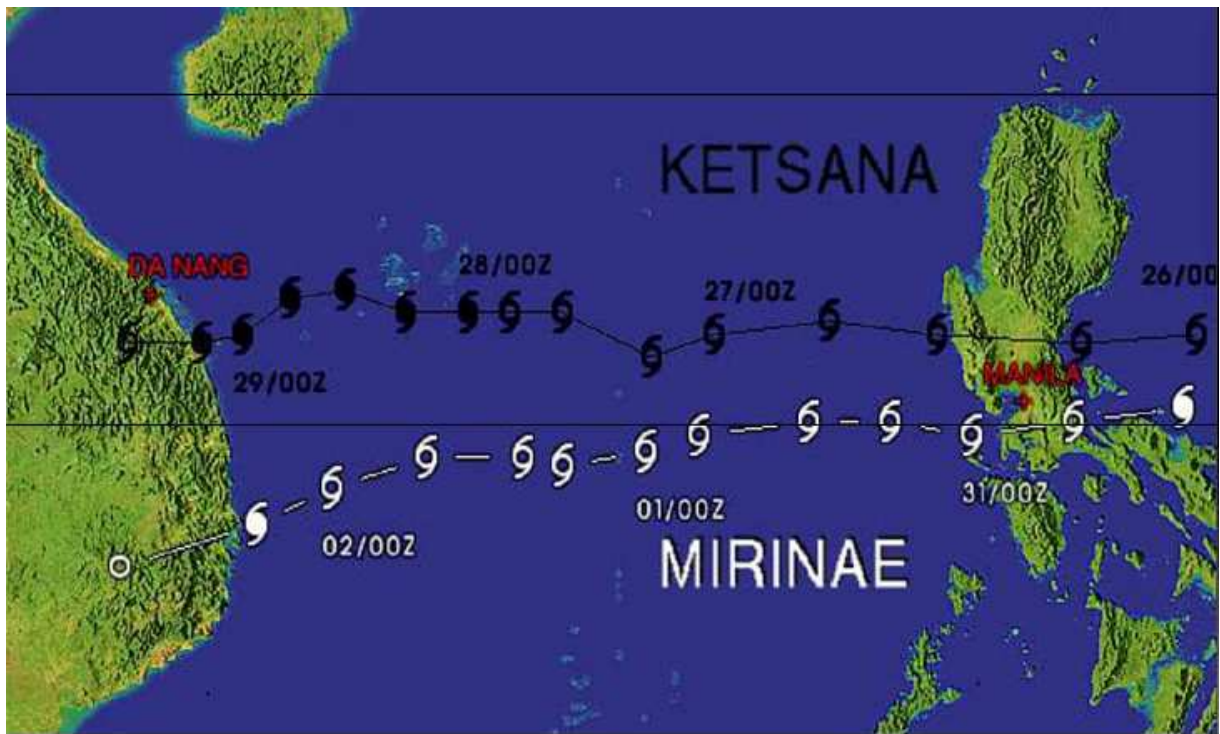 KETSANA
DA NANG
28/00Z
26/00
27/00Z
MANILA
29/00Z
31/00Z
01/00Z
02/00Z
MIRINAE